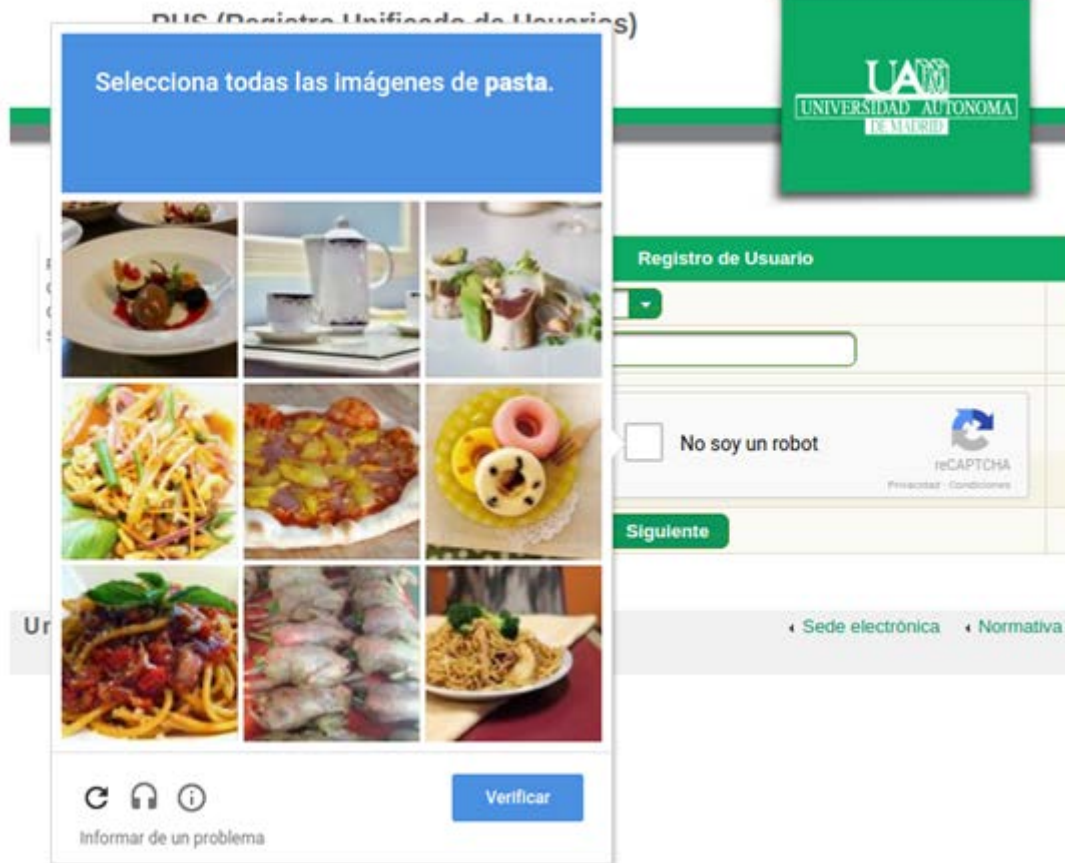 RUS (Registro Unificado de Usuarios)
Selecciona todas las imágenes de pasta.
UAM
UNIVERSIDAD AUTONOMA
DE MADRID
Registro de Usuario
No soy un robot
reCAPTCHA
Privacidad - Condiciones
Siguiente
Sede electrónica
Normativa
Verificar
Informar de un problema